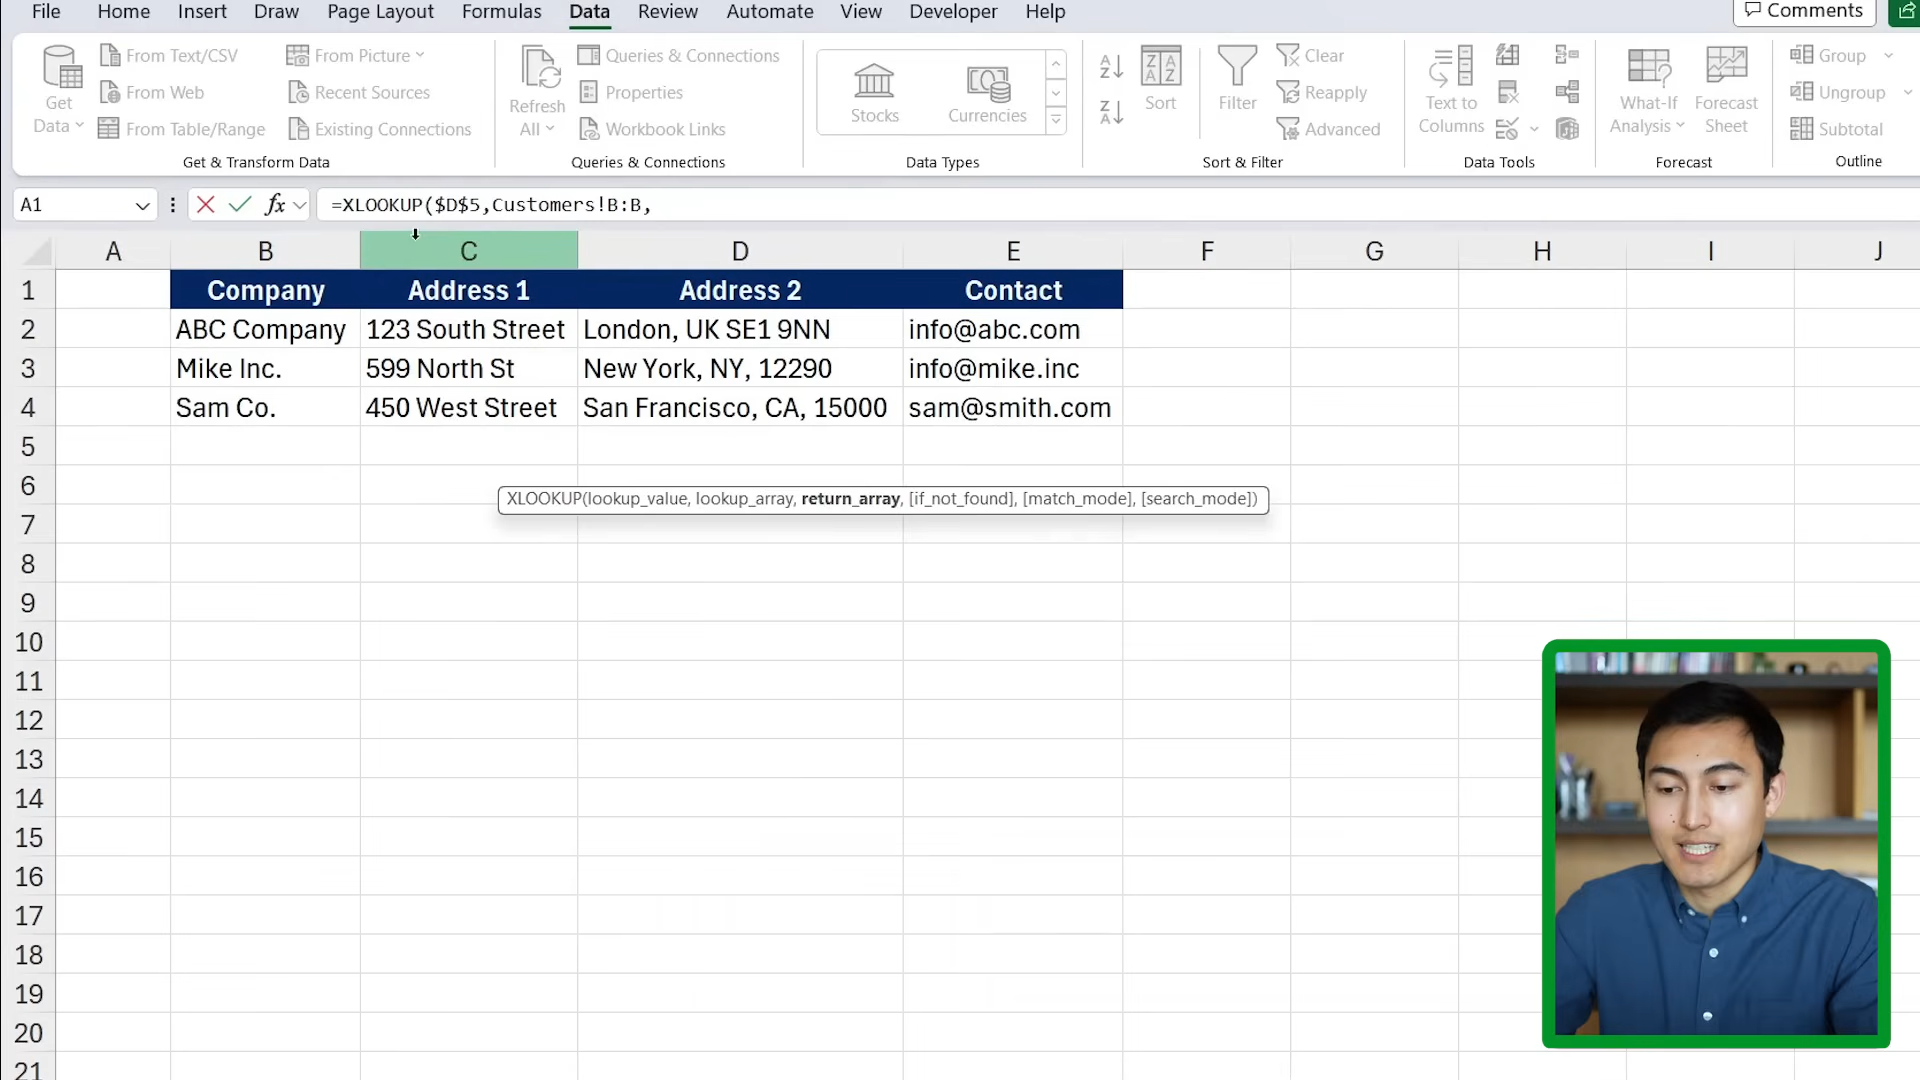 File Home Insert Draw Page Layout Formulas Data Review View Automate Developer Help Comments
Get Data
From Text/CSV
From Web
From Table/Range
From Picture
Recent Sources
Existing Connections
Get & Transform Data
Refresh All
Queries & Connections
Properties
Workbook Links
Queries & Connections
Stocks
Currencies
Data Types
Sort
Filter
Clear
Reapply
Advanced
Sort & Filter
Text to Columns
Data Tools
What-If Analysis
Forecast Sheet
Forecast
Group
Ungroup
Subtotal
Outline
A1 fx =XLOOKUP($D$5,Customers!B:B,
A B C D E F G H I J
1 Company Address 1 Address 2 Contact
2 ABC Company 123 South Street London, UK SE1 9NN info@abc.com
3 Mike Inc. 599 North St New York, NY, 12290 info@mike.inc
4 Sam Co. 450 West Street San Francisco, CA, 15000 sam@smith.com
5
6
XLOOKUP(lookup_value, lookup_array, return_array, [if_not_found], [match_mode], [search_mode])
7
8
9
10
11
12
13
14
15
16
17
18
19
20
21